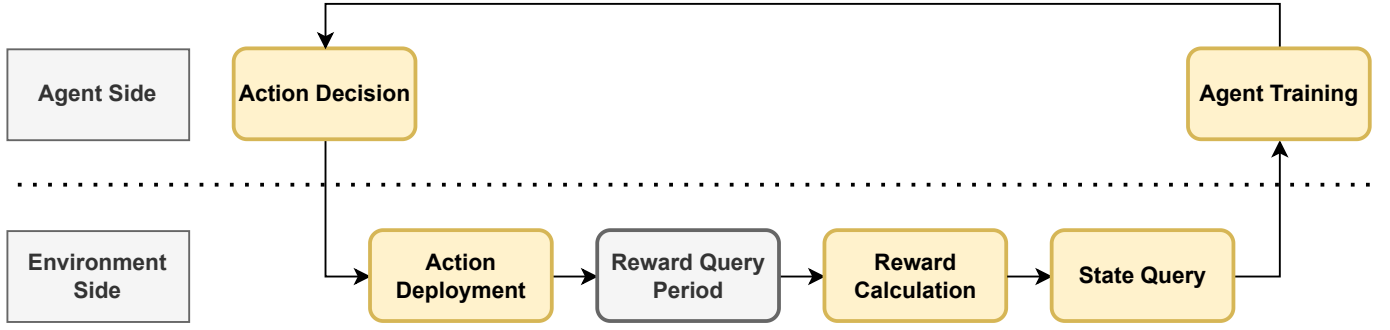 Agent Side
Action Decision
Agent Training
Environment
Side
Action
Deployment
Reward Query
Period
Reward
Calculation
State Query